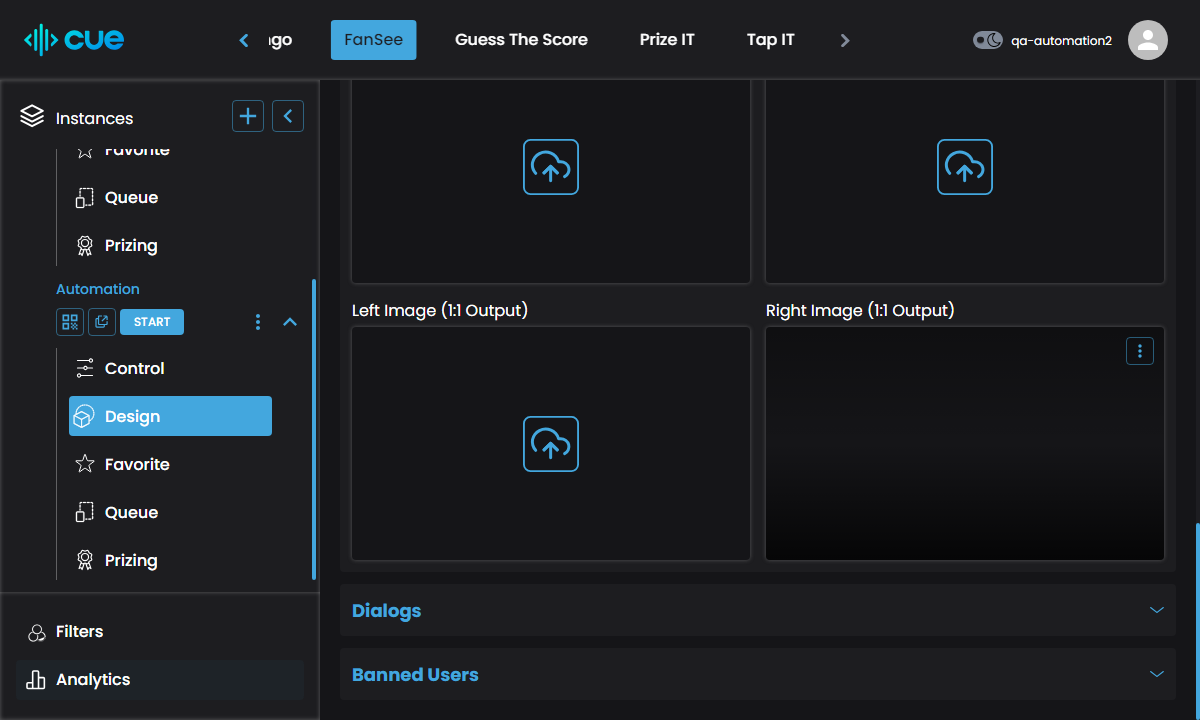 cue
FanSee
Guess The Score
Prize IT
Tap IT
qa-automation2
Instances
Favorite
Queue
Prizing
Automation
START
Control
Design
Favorite
Queue
Prizing
Filters
Analytics
Left Image (1:1 Output)
Right Image (1:1 Output)
Dialogs
Banned Users